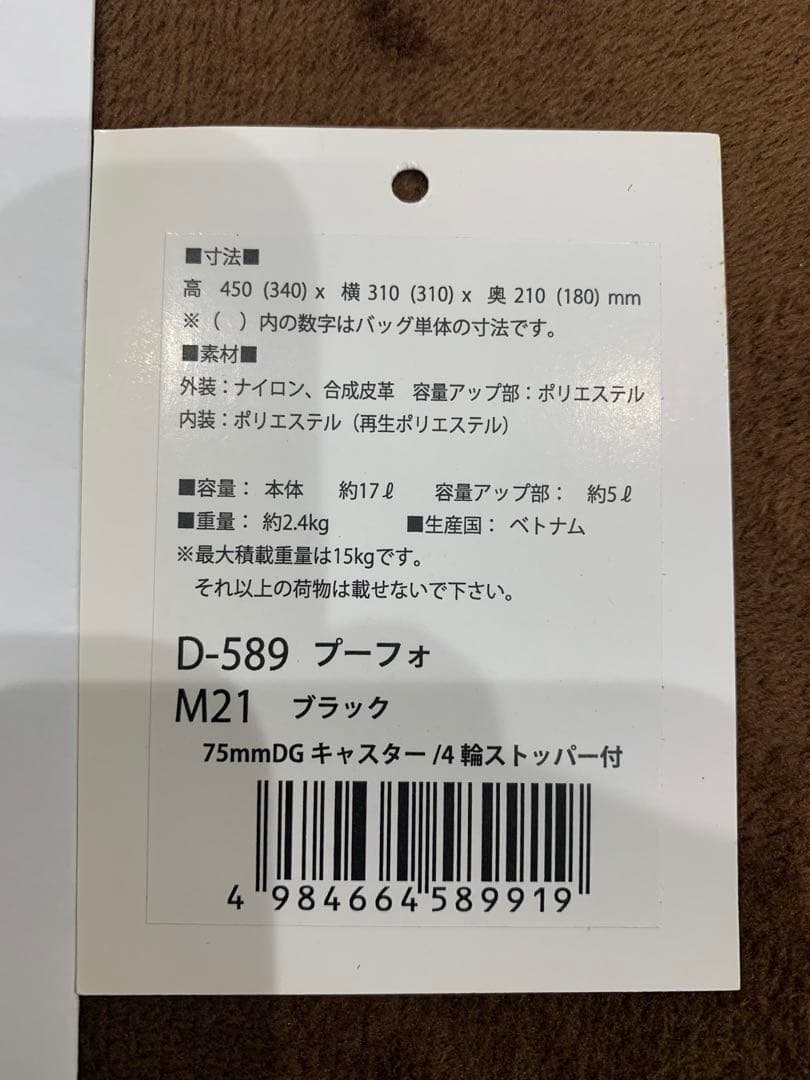 ■寸法■
高 450 (340) x 横 310 (310) x 奥 210 (180) mm
※（ ）内の数字はバッグ単体の寸法です。
■素材■
外装：ナイロン、合成皮革 容量アップ部：ポリエステル
内装：ポリエステル（再生ポリエステル）
■容量： 本体 約17ℓ 容量アップ部： 約5ℓ
■重量： 約2.4kg ■生産国： ベトナム
※最大積載重量は15kgです。
それ以上の荷物は載せないで下さい。
D-589 プーフォ
M21 ブラック
75mmDG キャスター /4 輪ストッパー付
4 984664 589919